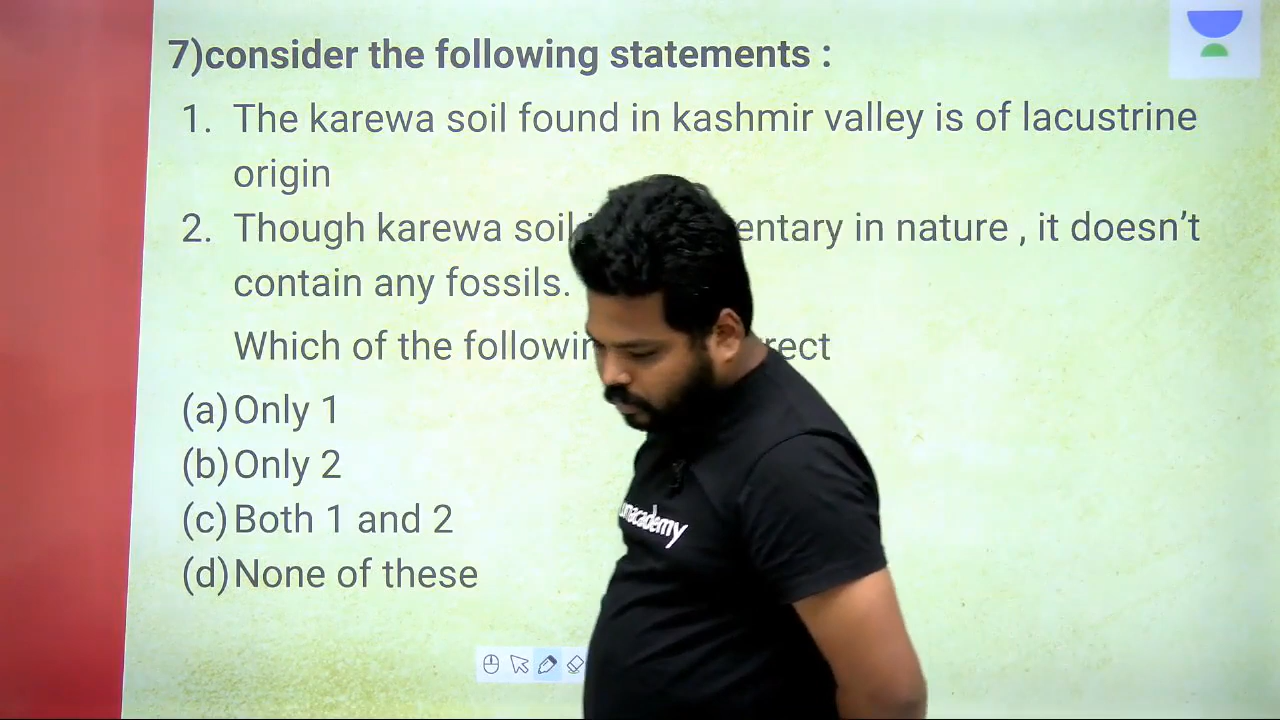 7)consider the following statements :
1. The karewa soil found in kashmir valley is of lacustrine
origin
2. Though karewa soil entary in nature , it doesn't
contain any fossils.
Which of the followin rect
(a) Only 1
(b) Only 2
(c) Both 1 and 2
(d) None of these
unacademy